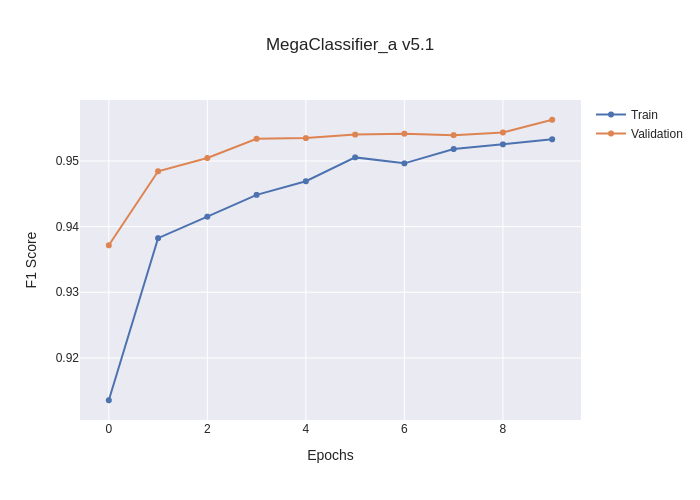 MegaClassifier_a v5.1
Train
Validation
0.95
0.94
0.93
0.92
F1 Score
0
2
4
6
8
Epochs